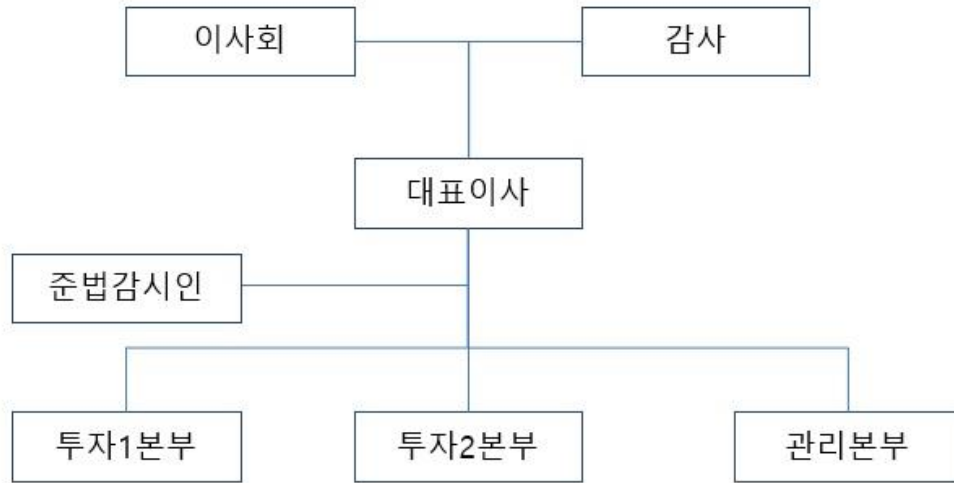 이사회
감사
대표이사
준법감시인
투자1본부
투자2본부
관리본부